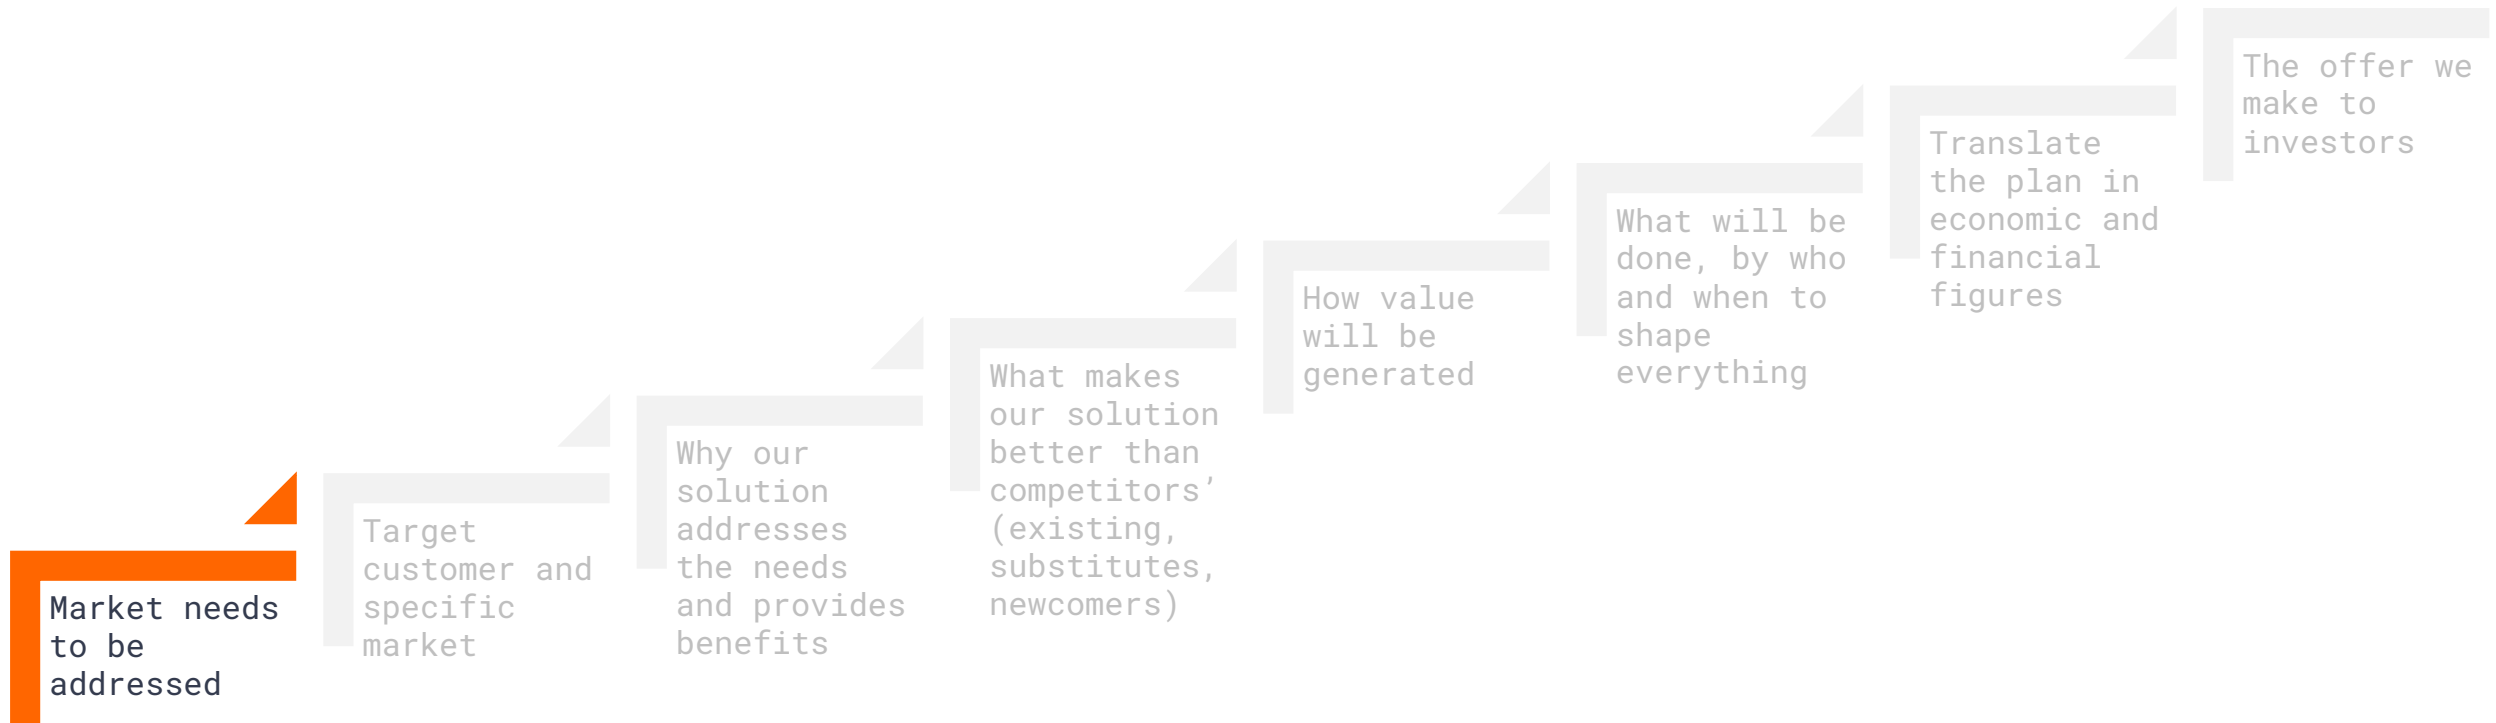 Market needs
to be
addressed
Target
customer and
specific
market
Why our
solution
addresses
the needs
and provides
benefits
What makes
our solution
better than
competitors’
(existing,
substitutes,
newcomers)
How value
will be
generated
What will be
done, by who
and when to
shape
everything
Translate
the plan in
economic and
financial
figures
The offer we
make to
investors